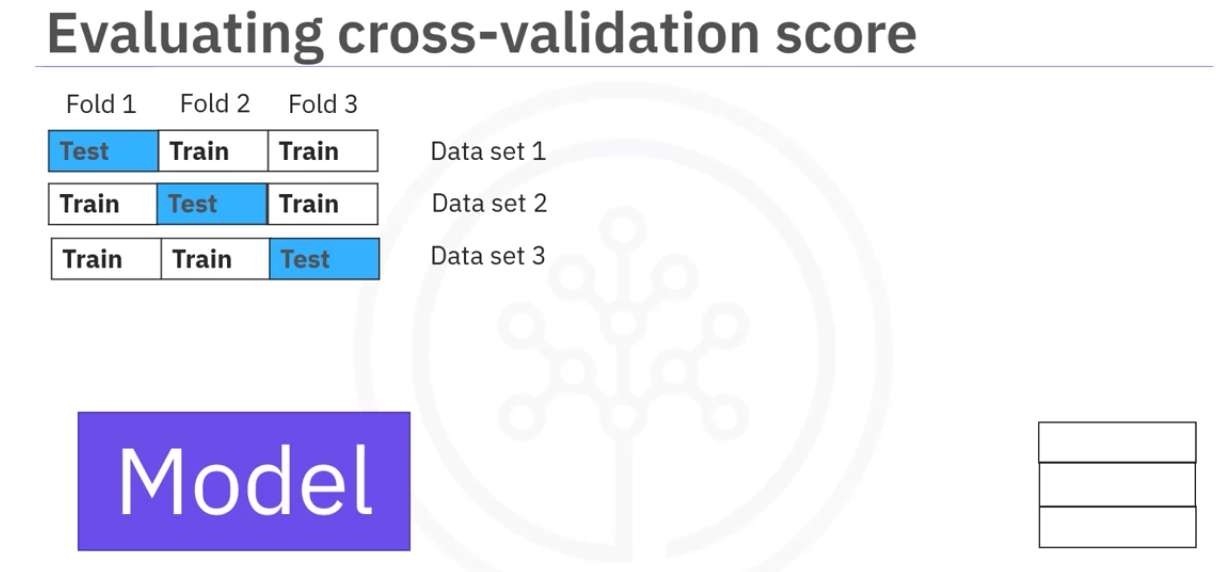 Evaluating cross-validation score
Fold 1 Fold 2 Fold 3
Test Train Train Data set 1
Train Test Train Data set 2
Train Train Test Data set 3
Model